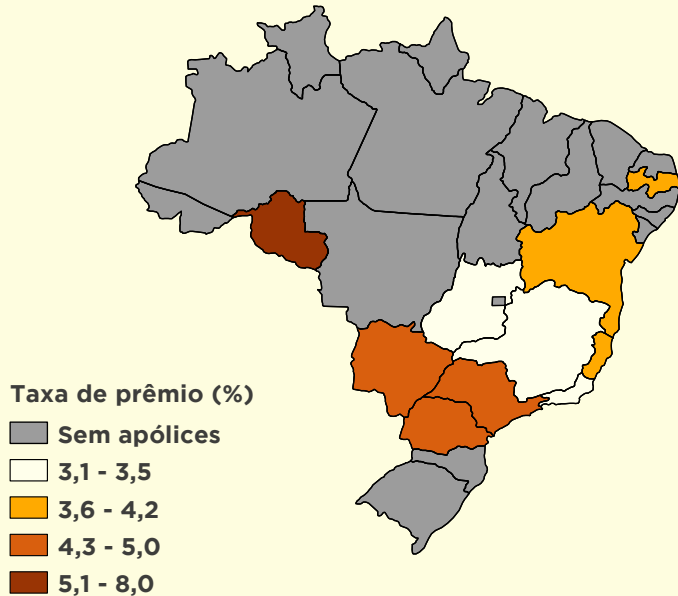 Taxa de prêmio (%)
Sem apólices
3,1 - 3,5
3,6 - 4,2
4,3 - 5,0
5,1 - 8,0